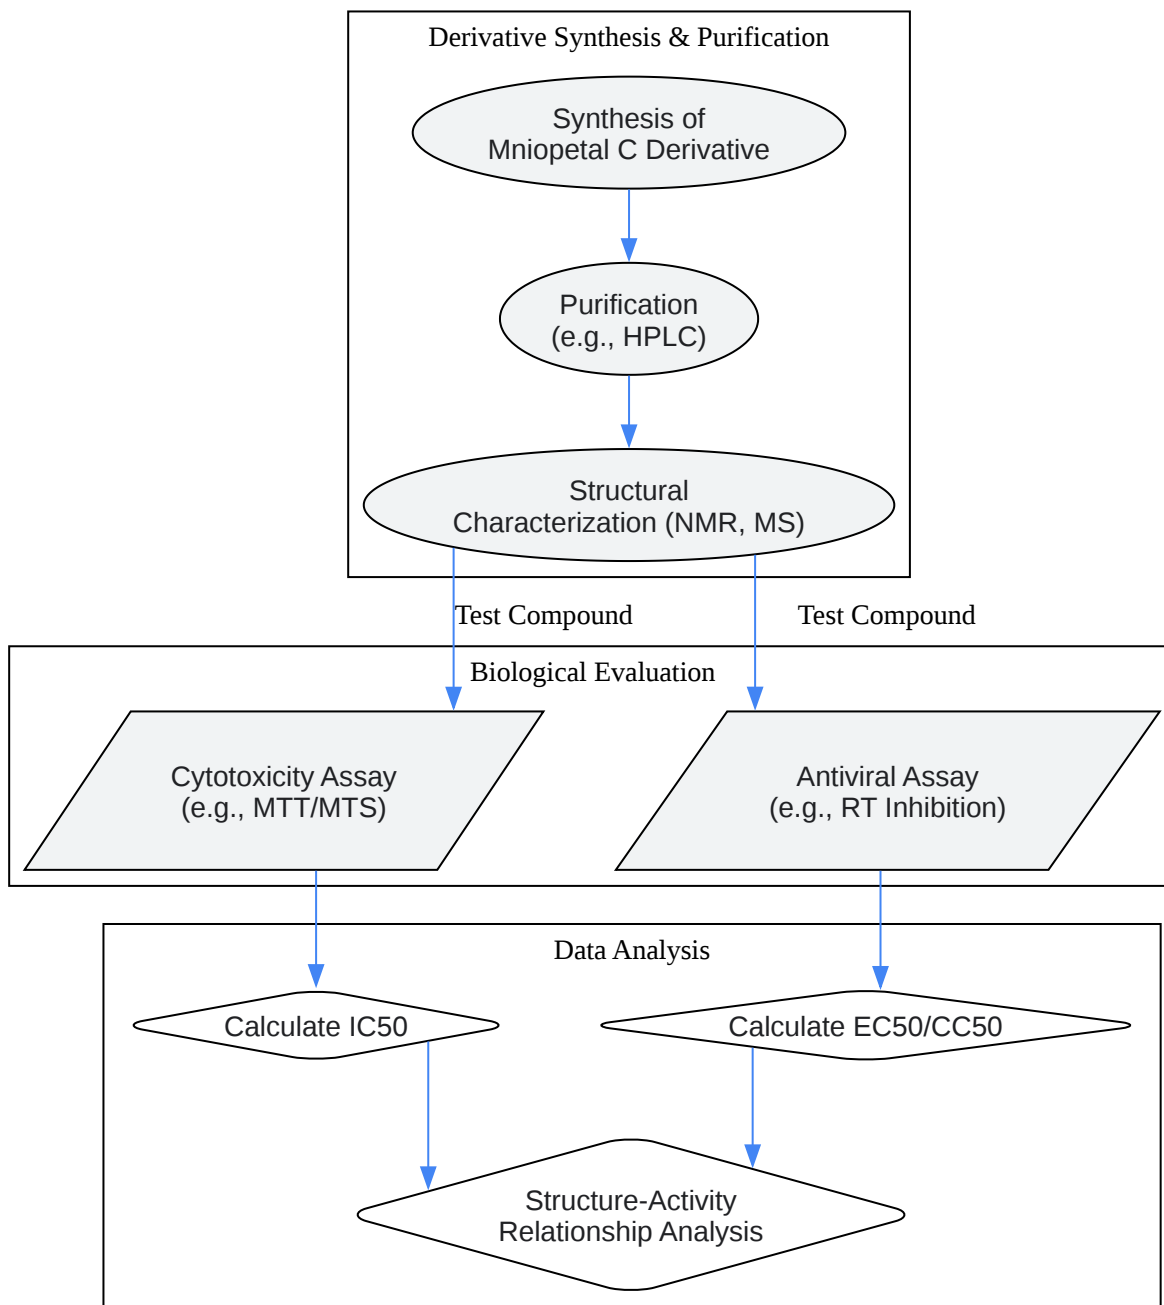 Derivative Synthesis & Purification
Synthesis of
Mniopetal C Derivative
Purification
(e.g., HPLC)
Structural
Characterization (NMR, MS)
Test Compound
Test Compound
Biological Evaluation
Cytotoxicity Assay
(e.g., MTT/MTS)
Antiviral Assay
(e.g., RT Inhibition)
Data Analysis
Calculate IC50
Calculate EC50/CC50
Structure-Activity
Relationship Analysis